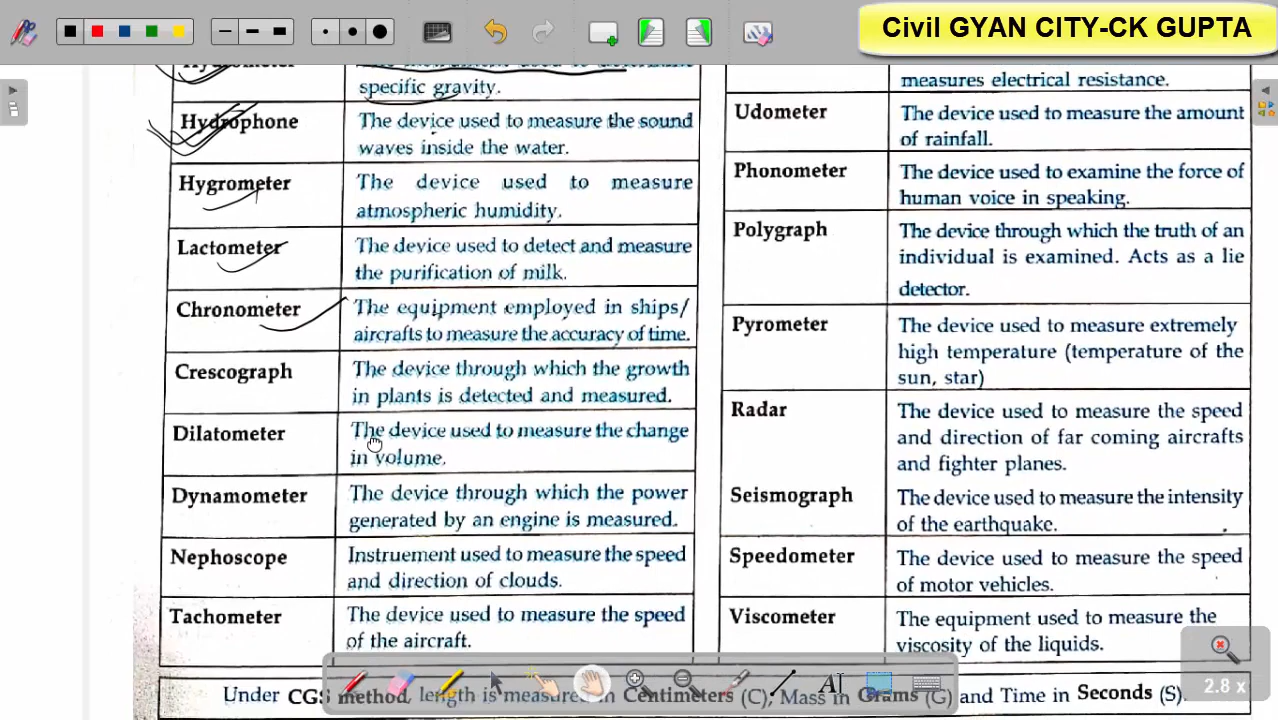 Civil GYAN CITY-CK GUPTA
Hydrometer
specific gravity.
Hydrophone
The device used to measure the sound
waves inside the water.
Hygrometer
The device used to measure
atmospheric humidity.
Lactometer
The device used to detect and measure
the purification of milk.
Chronometer
The equipment employed in ships/
aircrafts to measure the accuracy of time.
Crescograph
The device through which the growth
in plants is detected and measured.
Dilatometer
The device used to measure the change
in volume.
Dynamometer
The device through which the power
generated by an engine is measured.
Nephoscope
Instruement used to measure the speed
and direction of clouds.
Tachometer
The device used to measure the speed
of the aircraft.
measures electrical resistance.
Udometer
The device used to measure the amount
of rainfall.
Phonometer
The device used to examine the force of
human voice in speaking.
Polygraph
The device through which the truth of an
individual is examined. Acts as a lie
detector.
Pyrometer
The device used to measure extremely
high temperature (temperature of the
sun, star)
Radar
The device used to measure the speed
and direction of far coming aircrafts
and fighter planes.
Seismograph
The device used to measure the intensity
of the earthquake.
Speedometer
The device used to measure the speed
of motor vehicles.
Viscometer
The equipment used to measure the
viscosity of the liquids.
Under CGS method, length is measured in Centimeters (C), Mass in Grams (G) and Time in Seconds (S).
A
2.8 x